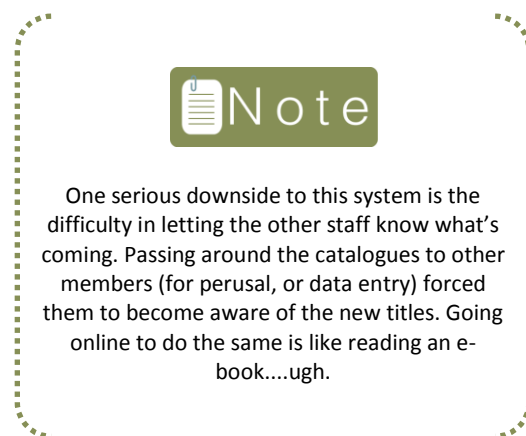 Note
One serious downside to this system is the
difficulty in letting the other staff know what’s
coming. Passing around the catalogues to other
members (for perusal, or data entry) forced
them to become aware of the new titles. Going
online to do the same is like reading an e-
book....ugh.